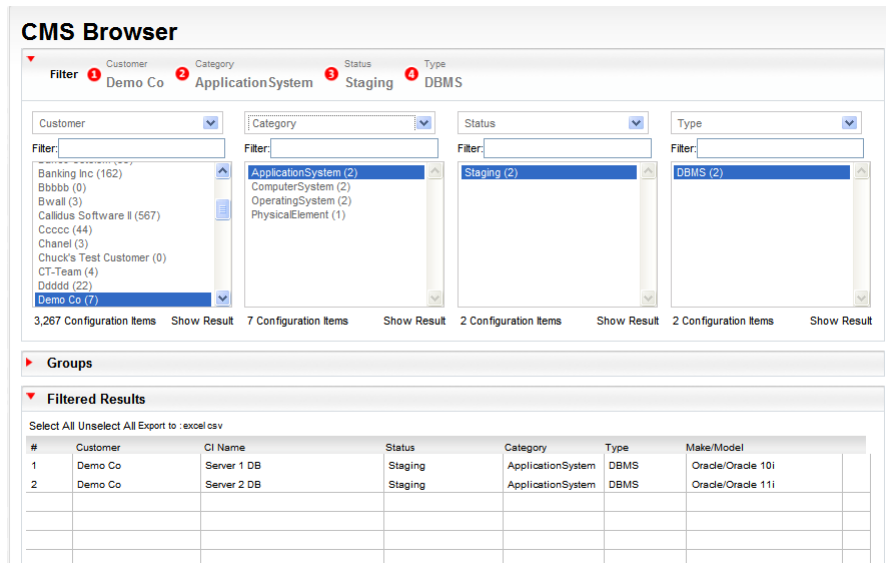 CMS Browser
Filter 1 Customer Demo Co 2 Category ApplicationSystem 3 Status Staging 4 Type DBMS
Customer Category Status Type
Filter: Filter: Filter: Filter:
Banking Inc (162)
Bbbbb (0)
Bwall (3)
Callidus Software II (567)
Ccccc (44)
Chanel (3)
Chuck's Test Customer (0)
CT-Team (4)
Ddddd (22)
Demo Co (7)
ApplicationSystem (2)
ComputerSystem (2)
OperatingSystem (2)
PhysicalElement (1)
Staging (2)
DBMS (2)
3,267 Configuration Items Show Result 7 Configuration Items Show Result 2 Configuration Items Show Result 2 Configuration Items Show Result
Groups
Filtered Results
Select All Unselect All Export to :excel csv
# Customer CI Name Status Category Type Make/Model
1 Demo Co Server 1 DB Staging ApplicationSystem DBMS Oracle/Oracle 10i
2 Demo Co Server 2 DB Staging ApplicationSystem DBMS Oracle/Oracle 11i